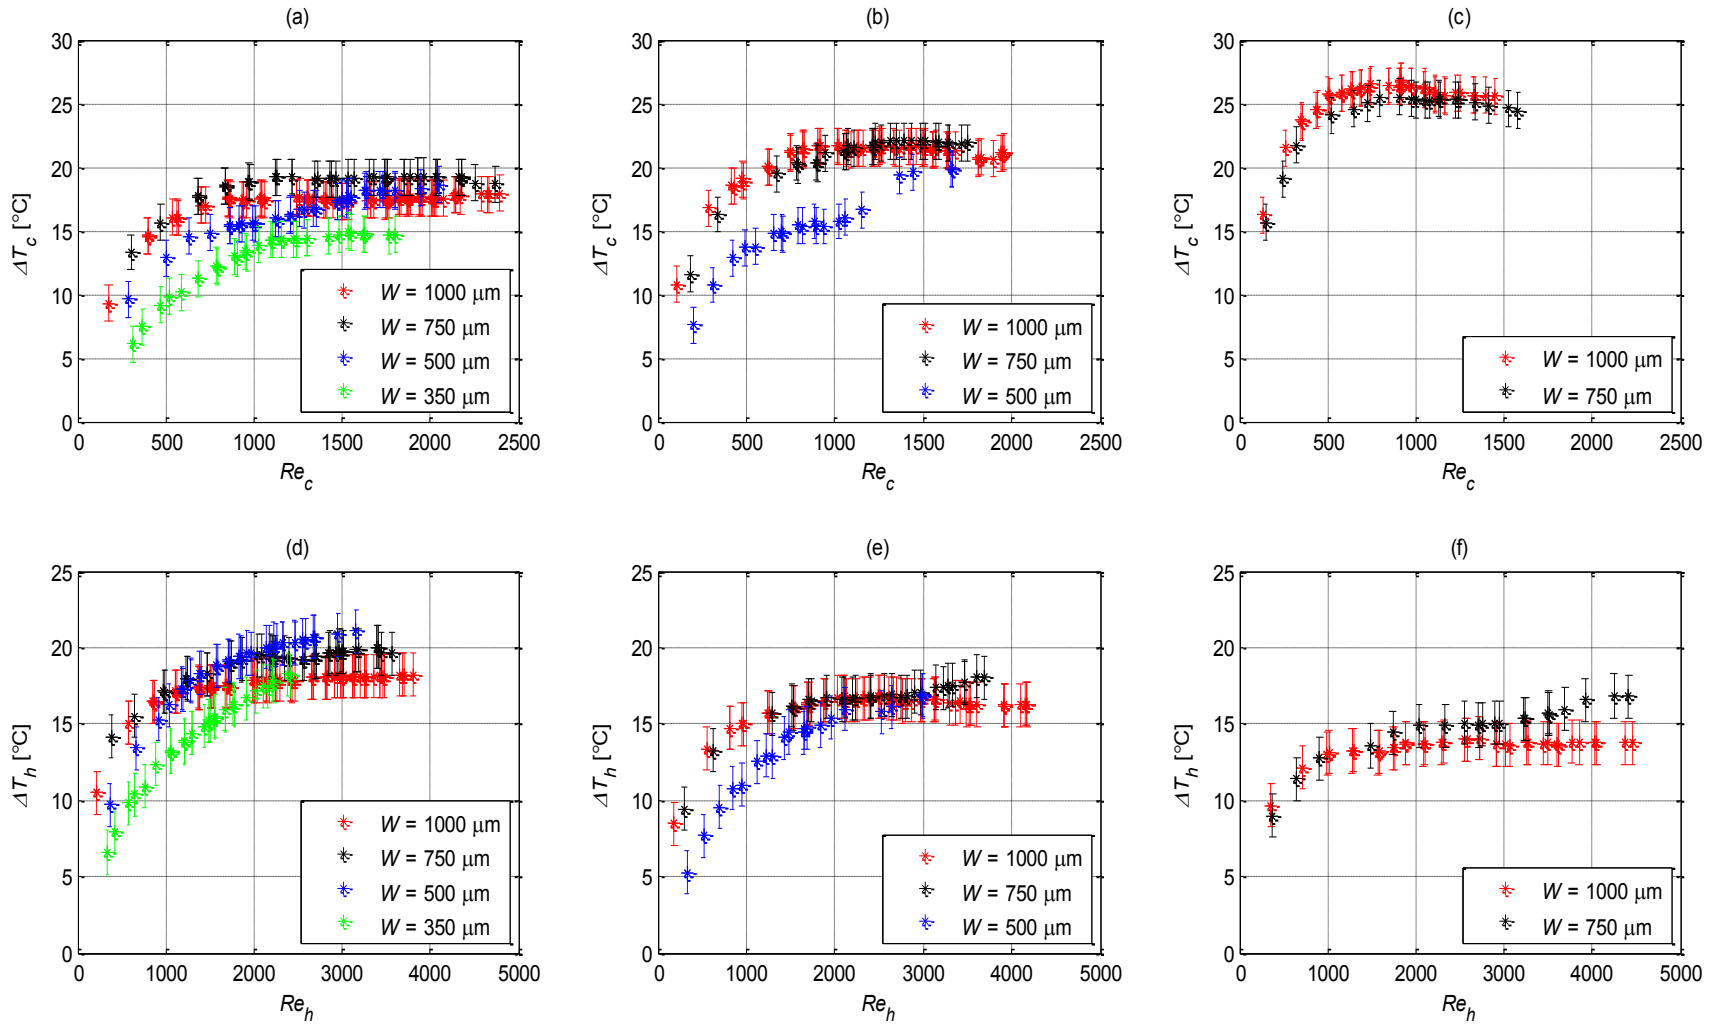 (a)
30
25
20
15
10
5
0
ΔT_c [°C]
0 500 1000 1500 2000 2500
Re_c
W = 1000 µm
W = 750 µm
W = 500 µm
W = 350 µm
(b)
30
25
20
15
10
5
0
ΔT_c [°C]
0 500 1000 1500 2000 2500
Re_c
W = 1000 µm
W = 750 µm
W = 500 µm
(c)
30
25
20
15
10
5
0
ΔT_c [°C]
0 500 1000 1500 2000 2500
Re_c
W = 1000 µm
W = 750 µm
(d)
25
20
15
10
5
0
ΔT_h [°C]
0 1000 2000 3000 4000 5000
Re_h
W = 1000 µm
W = 750 µm
W = 500 µm
W = 350 µm
(e)
25
20
15
10
5
0
ΔT_h [°C]
0 1000 2000 3000 4000 5000
Re_h
W = 1000 µm
W = 750 µm
W = 500 µm
(f)
25
20
15
10
5
0
ΔT_h [°C]
0 1000 2000 3000 4000 5000
Re_h
W = 1000 µm
W = 750 µm